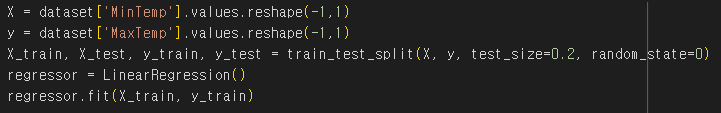 X = dataset['MinTemp'].values.reshape(-1,1)
y = dataset['MaxTemp'].values.reshape(-1,1)
X_train, X_test, y_train, y_test = train_test_split(X, y, test_size=0.2, random_state=0)
regressor = LinearRegression()
regressor.fit(X_train, y_train)